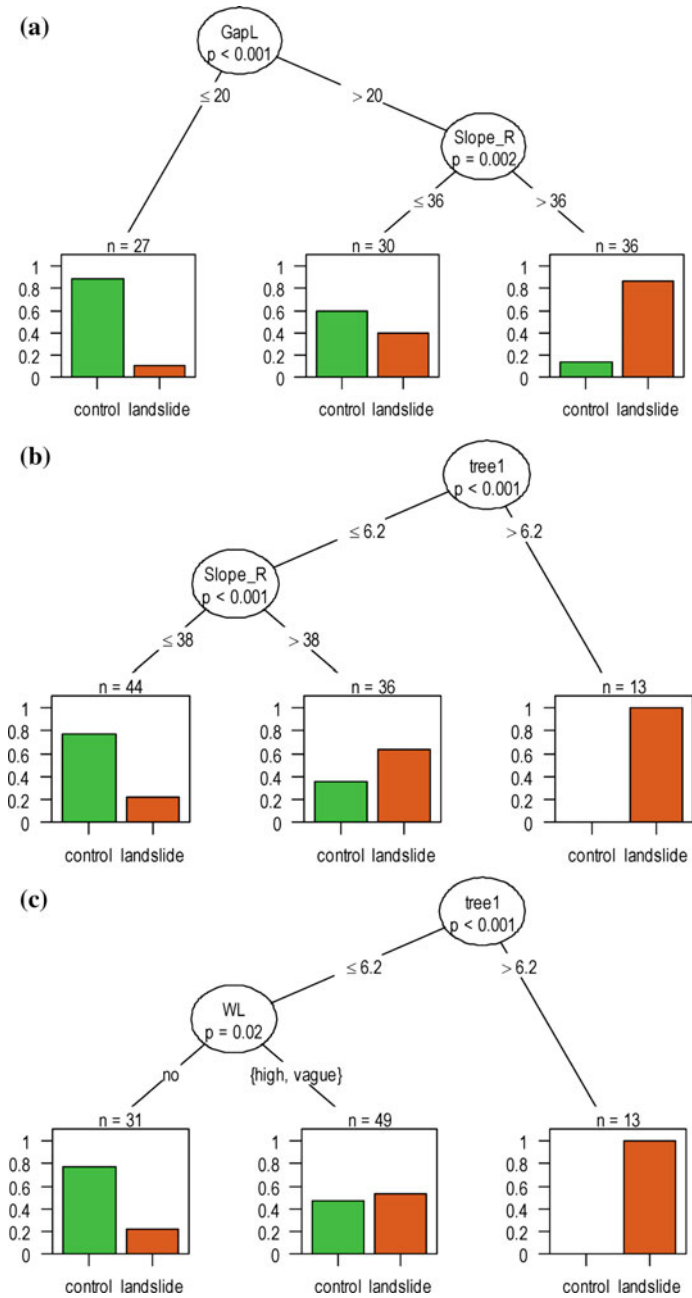 (a)
GapL
p < 0.001
≤ 20
> 20
Slope_R
p = 0.002
≤ 36
> 36
n = 27
n = 30
n = 36
1
0.8
0.6
0.4
0.2
0
control landslide
1
0.8
0.6
0.4
0.2
0
control landslide
1
0.8
0.6
0.4
0.2
0
control landslide
(b)
tree1
p < 0.001
≤ 6.2
> 6.2
Slope_R
p < 0.001
≤ 38
> 38
n = 44
n = 36
n = 13
1
0.8
0.6
0.4
0.2
0
control landslide
1
0.8
0.6
0.4
0.2
0
control landslide
1
0.8
0.6
0.4
0.2
0
control landslide
(c)
tree1
p < 0.001
≤ 6.2
> 6.2
WL
p = 0.02
no
{high, vague}
n = 31
n = 49
n = 13
1
0.8
0.6
0.4
0.2
0
control landslide
1
0.8
0.6
0.4
0.2
0
control landslide
1
0.8
0.6
0.4
0.2
0
control landslide